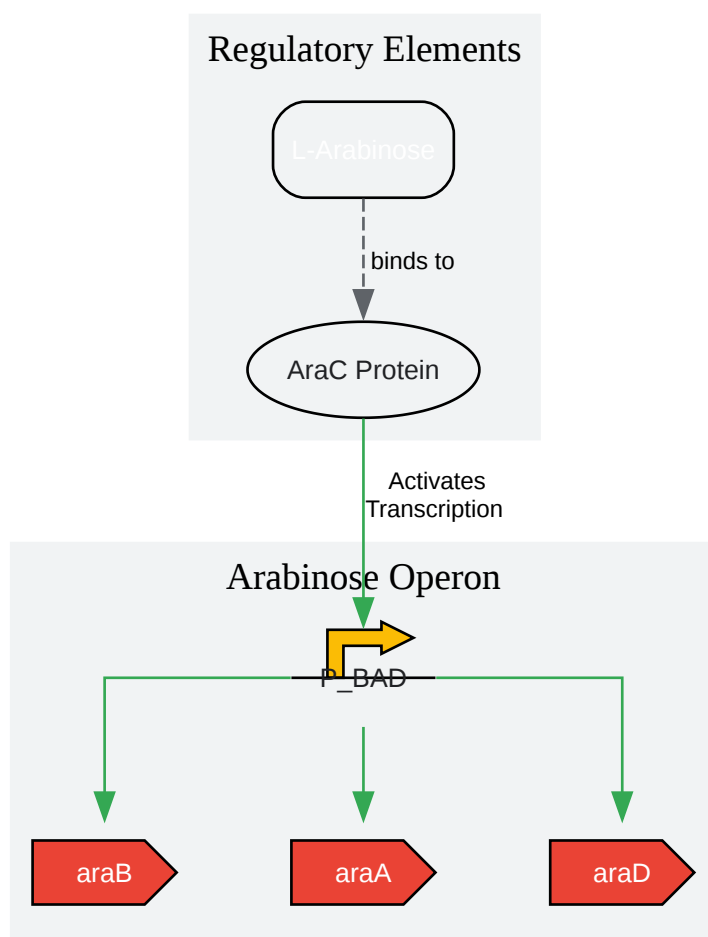 Regulatory Elements
L-Arabinose
binds to
AraC Protein
Activates
Transcription
Arabinose Operon
P_BAD
araB
araA
araD